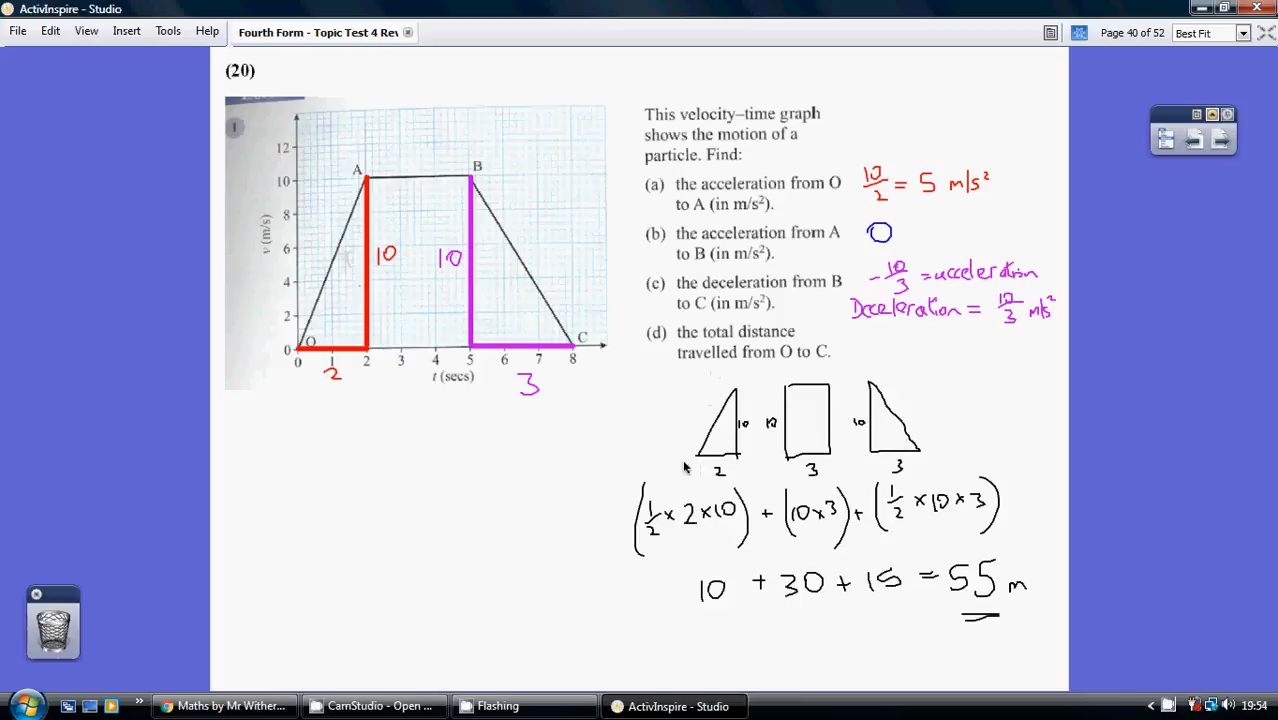 ActivInspire - Studio
File Edit View Insert Tools Help
Fourth Form - Topic Test 4 Rev
Page 40 of 52
Best Fit
(20)
1
v (m/s)
12
10
8
6
4
2
0
A
B
O
C
10
10
0 1 2 3 4 5 6 7 8
t (secs)
2
3
This velocity–time graph
shows the motion of a
particle. Find:
(a) the acceleration from O
to A (in m/s²).
10/2 = 5 m/s²
(b) the acceleration from A
to B (in m/s²).
0
(c) the deceleration from B
to C (in m/s²).
- 10/3 = acceleration
Deceleration = 10/3 m/s²
(d) the total distance
travelled from O to C.
10 10 10
2 3 3
(1/2 × 2 × 10) + (10 × 3) + (1/2 × 10 × 3)
10 + 30 + 15 = 55 m
Maths by Mr Wither...
CamStudio - Open ...
Flashing
ActivInspire - Studio
19:54